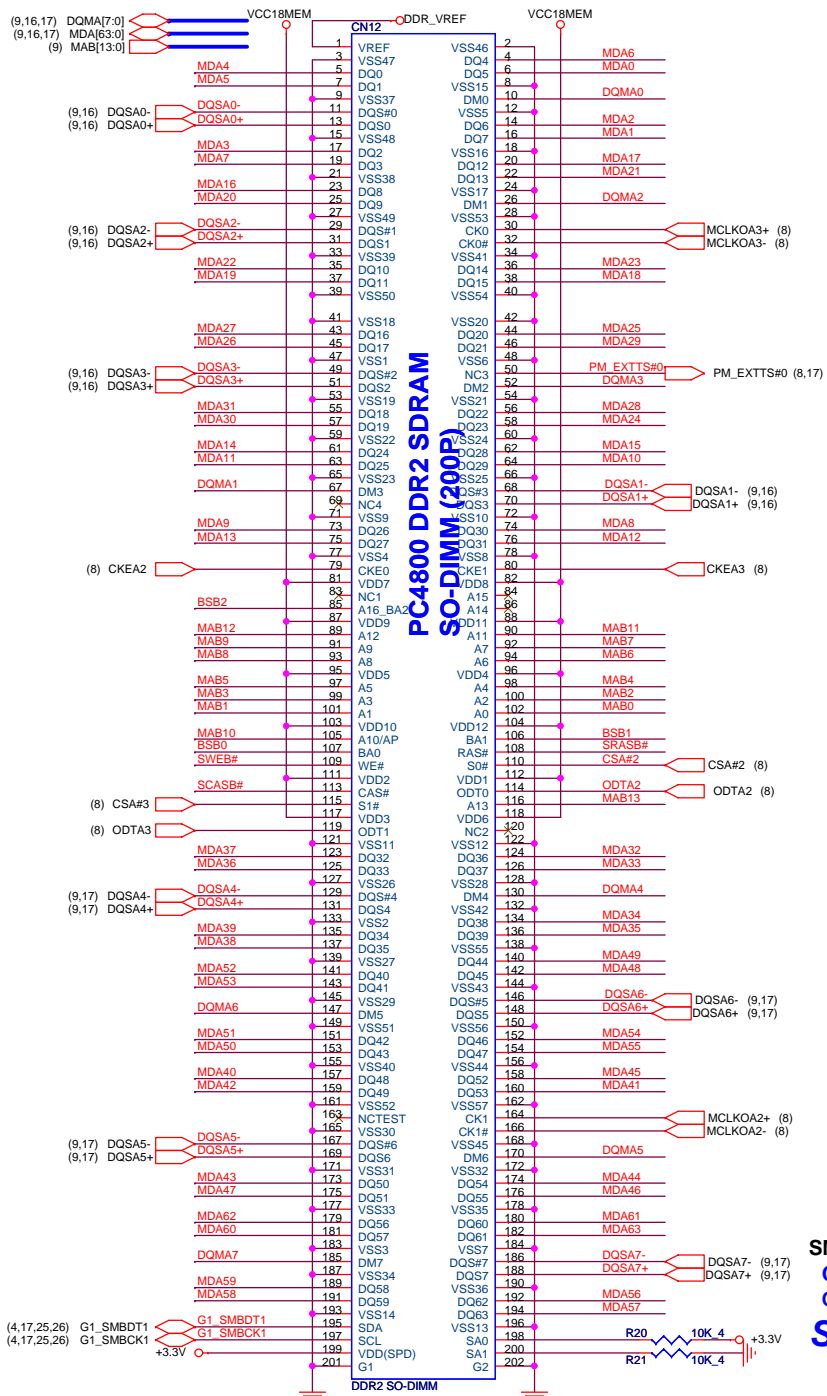 (9,16,17) DQMA[7:0]
(9,16,17) MDA[63:0]
(9) MAB[13:0]
VCC18MEM DDR_VREF VCC18MEM
CN12
1 VREF VSS46 2
3 VSS47 DQ4 4 MDA6
MDA4 5 DQ0 DQ5 6 MDA0
MDA5 7 DQ1 VSS15 8
9 VSS37 DM0 10 DQMA0
(9,16) DQSA0- DQSA0- 11 DQS#0 VSS5 12
(9,16) DQSA0+ DQSA0+ 13 DQS0 DQ6 14 MDA2
15 VSS48 DQ7 16 MDA1
MDA3 17 DQ2 VSS16 18
MDA7 19 DQ3 DQ12 20 MDA17
21 VSS38 DQ13 22 MDA21
MDA16 23 DQ8 VSS17 24
MDA20 25 DQ9 DM1 26 DQMA2
27 VSS49 VSS53 28
(9,16) DQSA2- DQSA2- 29 DQS#1 CK0 30 MCLKOA3+ (8)
(9,16) DQSA2+ DQSA2+ 31 DQS1 CK0# 32 MCLKOA3- (8)
33 VSS39 VSS41 34
MDA22 35 DQ10 DQ14 36 MDA23
MDA19 37 DQ11 DQ15 38 MDA18
39 VSS50 VSS54 40
41 VSS18 VSS20 42
MDA27 43 DQ16 DQ20 44 MDA25
MDA26 45 DQ17 DQ21 46 MDA29
47 VSS1 VSS6 48
(9,16) DQSA3- DQSA3- 49 DQS#2 NC3 50 PM_EXTTS#0 PM_EXTTS#0 (8,17)
(9,16) DQSA3+ DQSA3+ 51 DQS2 DM2 52 DQMA3
53 VSS19 VSS21 54
MDA31 55 DQ18 DQ22 56 MDA28
MDA30 57 DQ19 DQ23 58 MDA24
59 VSS22 VSS24 60
MDA14 61 DQ24 DQ28 62 MDA15
MDA11 63 DQ25 DQ29 64 MDA10
65 VSS23 VSS25 66
DQMA1 67 DM3 DQS#3 68 DQSA1- DQSA1- (9,16)
69 NC4 DQS3 70 DQSA1+ DQSA1+ (9,16)
71 VSS9 VSS10 72
MDA9 73 DQ26 DQ30 74 MDA8
MDA13 75 DQ27 DQ31 76 MDA12
77 VSS4 VSS8 78
(8) CKEA2 79 CKE0 CKE1 80 CKEA3 (8)
81 VDD7 VDD8 82
83 NC1 A15 84
BSB2 85 A16_BA2 A14 86
87 VDD9 VDD11 88
MAB12 89 A12 A11 90 MAB11
MAB9 91 A9 A7 92 MAB7
MAB8 93 A8 A6 94 MAB6
95 VDD5 VDD4 96
MAB5 97 A5 A4 98 MAB4
MAB3 99 A3 A2 100 MAB2
MAB1 101 A1 A0 102 MAB0
103 VDD10 VDD12 104
MAB10 105 A10/AP BA1 106 BSB1
BSB0 107 BA0 RAS# 108 SRASB#
SWEB# 109 WE# S0# 110 CSA#2 CSA#2 (8)
111 VDD2 VDD1 112
SCASB# 113 CAS# ODT0 114 ODTA2 ODTA2 (8)
(8) CSA#3 115 S1# A13 116 MAB13
117 VDD3 VDD6 118
(8) ODTA3 119 ODT1 NC2 120
121 VSS11 VSS12 122
MDA37 123 DQ32 DQ36 124 MDA32
MDA36 125 DQ33 DQ37 126 MDA33
127 VSS26 VSS28 128
(9,17) DQSA4- DQSA4- 129 DQS#4 DM4 130 DQMA4
(9,17) DQSA4+ DQSA4+ 131 DQS4 VSS42 132
133 VSS2 DQ38 134 MDA34
MDA39 135 DQ34 DQ39 136 MDA35
MDA38 137 DQ35 VSS55 138
139 VSS27 DQ44 140 MDA49
MDA52 141 DQ40 DQ45 142 MDA48
MDA53 143 DQ41 VSS43 144
145 VSS29 DQS#5 146 DQSA6- DQSA6- (9,17)
DQMA6 147 DM5 DQS5 148 DQSA6+ DQSA6+ (9,17)
149 VSS51 VSS56 150
MDA51 151 DQ42 DQ46 152 MDA54
MDA50 153 DQ43 DQ47 154 MDA55
155 VSS40 VSS44 156
MDA40 157 DQ48 DQ52 158 MDA45
MDA42 159 DQ49 DQ53 160 MDA41
161 VSS52 VSS57 162
163 NCTEST CK1 164 MCLKOA2+ (8)
165 VSS30 CK1# 166 MCLKOA2- (8)
(9,17) DQSA5- DQSA5- 167 DQS#6 VSS45 168
(9,17) DQSA5+ DQSA5+ 169 DQS6 DM6 170 DQMA5
171 VSS31 VSS32 172
MDA43 173 DQ50 DQ54 174 MDA44
MDA47 175 DQ51 DQ55 176 MDA46
177 VSS33 VSS35 178
MDA62 179 DQ56 DQ60 180 MDA61
MDA60 181 DQ57 DQ61 182 MDA63
183 VSS3 VSS7 184
DQMA7 185 DM7 DQS#7 186 DQSA7- DQSA7- (9,17)
187 VSS34 DQS7 188 DQSA7+ DQSA7+ (9,17)
MDA59 189 DQ58 VSS36 190
MDA58 191 DQ59 DQ62 192 MDA56
193 VSS14 DQ63 194 MDA57
(4,17,25,26) G1_SMBDT1 G1_SMBDT1 195 SDA VSS13 196
(4,17,25,26) G1_SMBCK1 G1_SMBCK1 197 SCL SA0 198 R20 10K_4 +3.3V
+3.3V 199 VDD(SPD) SA1 200 R21 10K_4
201 G1 G2 202
DDR2 SO-DIMM
PC4800 DDR2 SDRAM
SO-DIMM (200P)